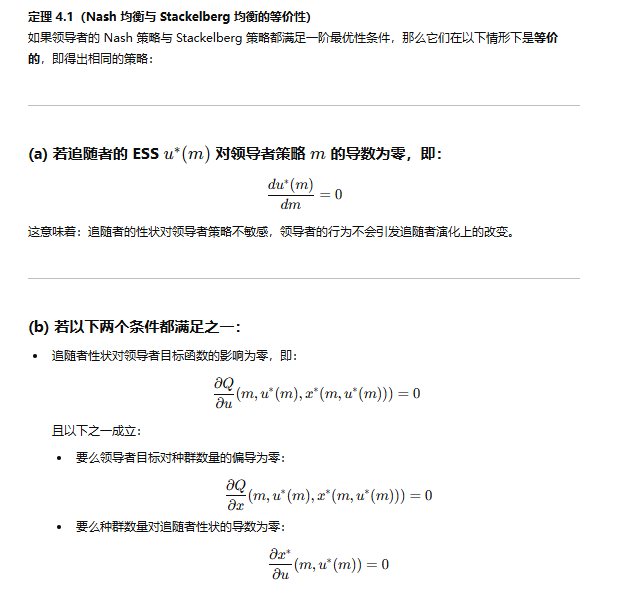 定理 4.1（Nash 均衡与 Stackelberg 均衡的等价性）
如果领导者的 Nash 策略与 Stackelberg 策略都满足一阶最优性条件，那么它们在以下情形下是等价
的，即得出相同的策略：
(a) 若追随者的 ESS $u^*(m)$ 对领导者策略 $m$ 的导数为零，即：
$\frac{du^*(m)}{dm} = 0$
这意味着：追随者的性状对领导者策略不敏感，领导者的行为不会引发追随者演化上的改变。
(b) 若以下两个条件都满足之一：
• 追随者性状对领导者目标函数的影响为零，即：
$\frac{\partial Q}{\partial u}(m, u^*(m), x^*(m, u^*(m))) = 0$
且以下之一成立：
• 要么领导者目标对种群数量的偏导为零：
$\frac{\partial Q}{\partial x}(m, u^*(m), x^*(m, u^*(m))) = 0$
• 要么种群数量对追随者性状的导数为零：
$\frac{\partial x^*}{\partial u}(m, u^*(m)) = 0$